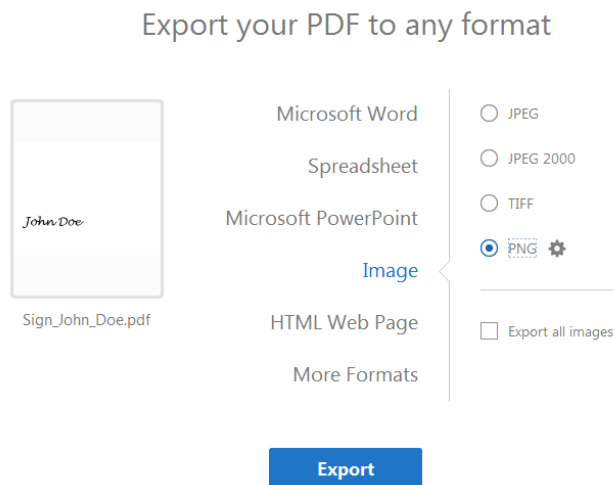 Export your PDF to any format
John Doe
Sign_John_Doe.pdf
Microsoft Word
Spreadsheet
Microsoft PowerPoint
Image
HTML Web Page
More Formats
JPEG
JPEG 2000
TIFF
PNG
Export all images
Export